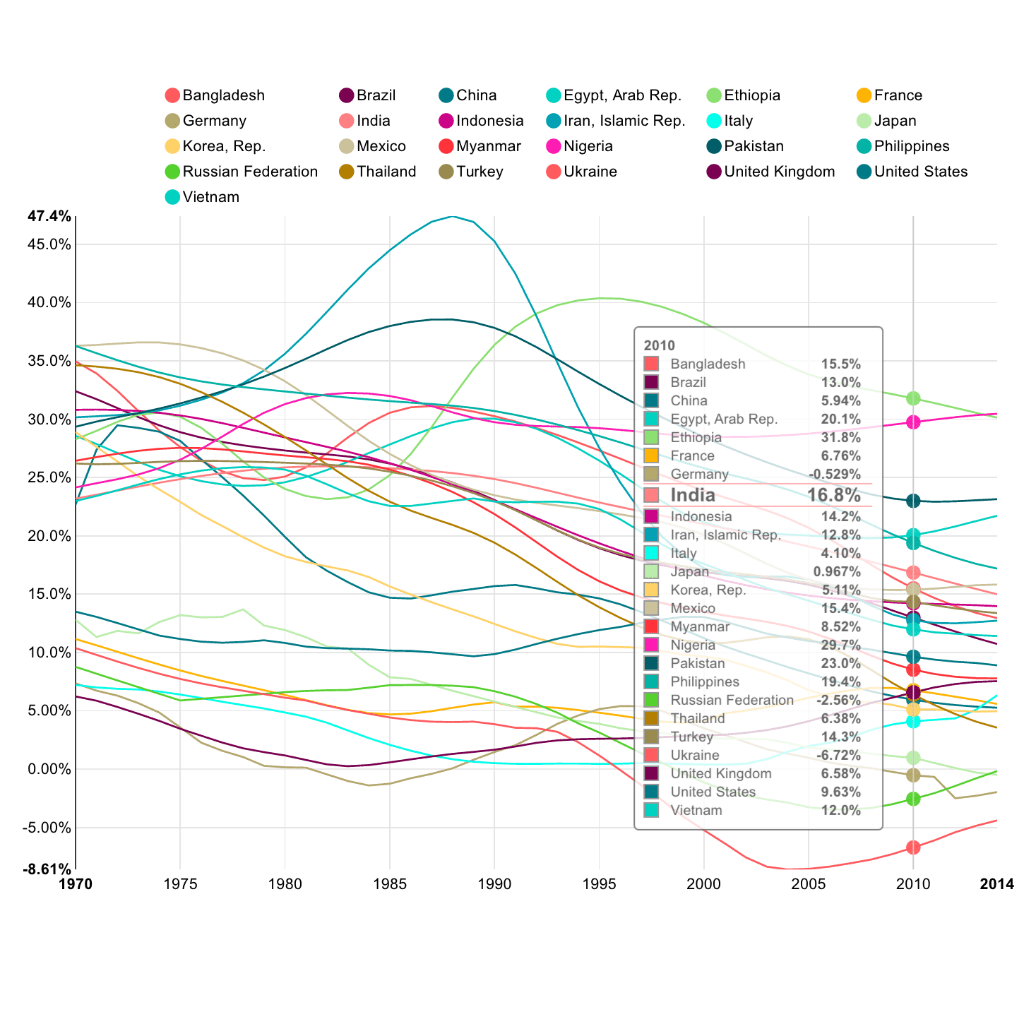 Bangladesh Brazil China Egypt, Arab Rep. Ethiopia France
Germany India Indonesia Iran, Islamic Rep. Italy Japan
Korea, Rep. Mexico Myanmar Nigeria Pakistan Philippines
Russian Federation Thailand Turkey Ukraine United Kingdom United States
Vietnam
47.4%
45.0%
40.0%
35.0%
30.0%
25.0%
20.0%
15.0%
10.0%
5.00%
0.00%
-5.00%
-8.61%
2010
Bangladesh 15.5%
Brazil 13.0%
China 5.94%
Egypt, Arab Rep. 20.1%
Ethiopia 31.8%
France 6.76%
Germany -0.529%
India 16.8%
Indonesia 14.2%
Iran, Islamic Rep. 12.8%
Italy 4.10%
Japan 0.967%
Korea, Rep. 5.11%
Mexico 15.4%
Myanmar 8.52%
Nigeria 29.7%
Pakistan 23.0%
Philippines 19.4%
Russian Federation -2.56%
Thailand 6.38%
Turkey 14.3%
Ukraine -6.72%
United Kingdom 6.58%
United States 9.63%
Vietnam 12.0%
1970 1975 1980 1985 1990 1995 2000 2005 2010 2014